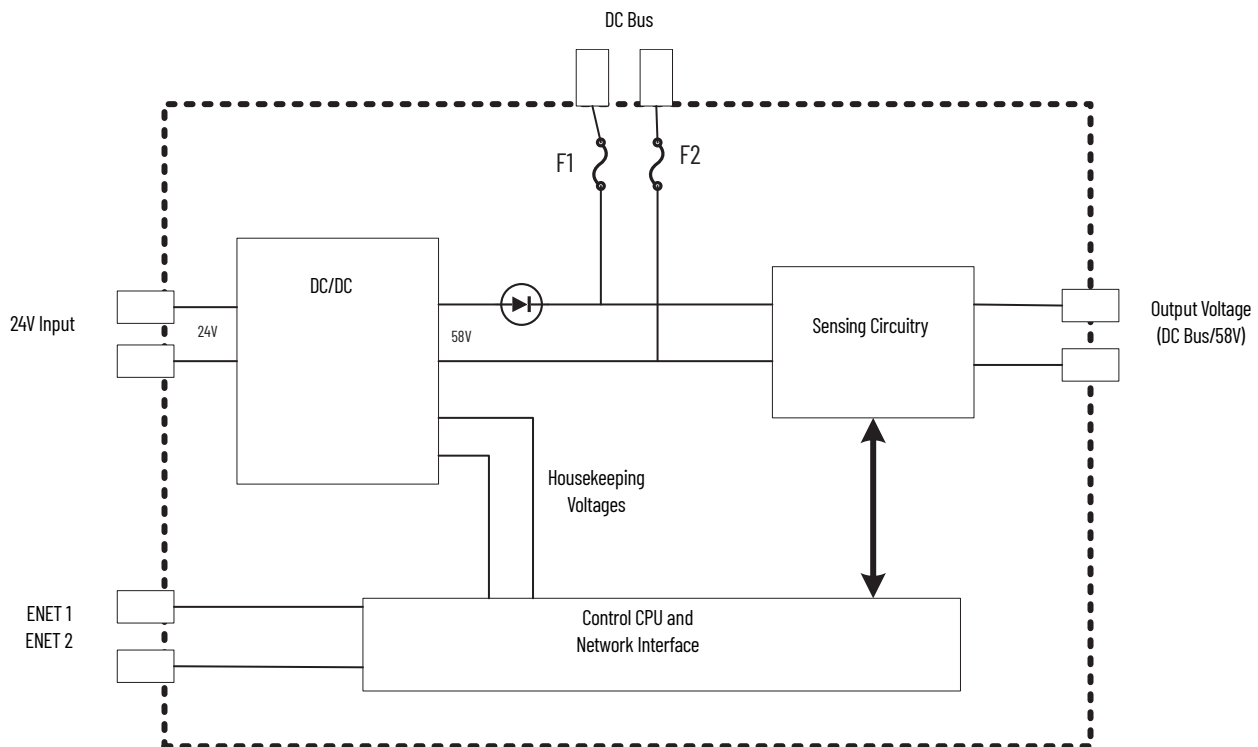 DC Bus
F1
F2
DC/DC
24V Input
24V
58V
Sensing Circuitry
Output Voltage
(DC Bus/58V)
Housekeeping
Voltages
ENET 1
ENET 2
Control CPU and
Network Interface